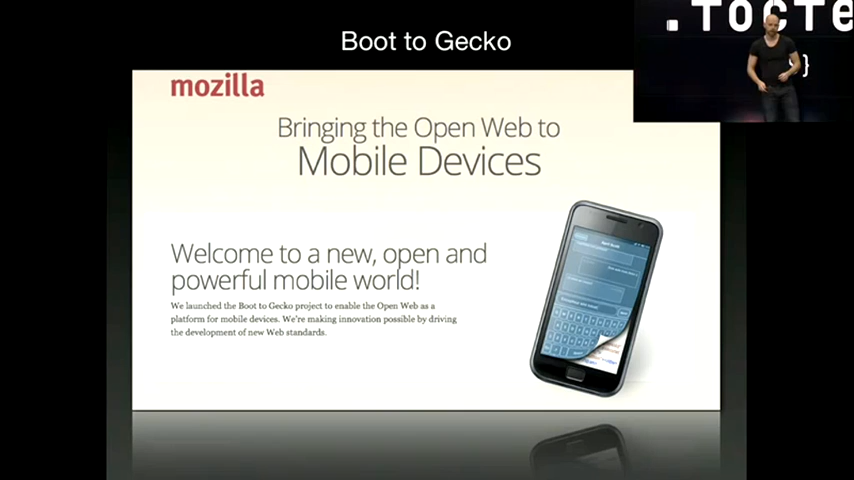 Boot to Gecko
.тосте
}
mozilla
Bringing the Open Web to
Mobile Devices
Welcome to a new, open and
powerful mobile world!
We launched the Boot to Gecko project to enable the Open Web as a
platform for mobile devices. We're making innovation possible by driving
the development of new Web standards.